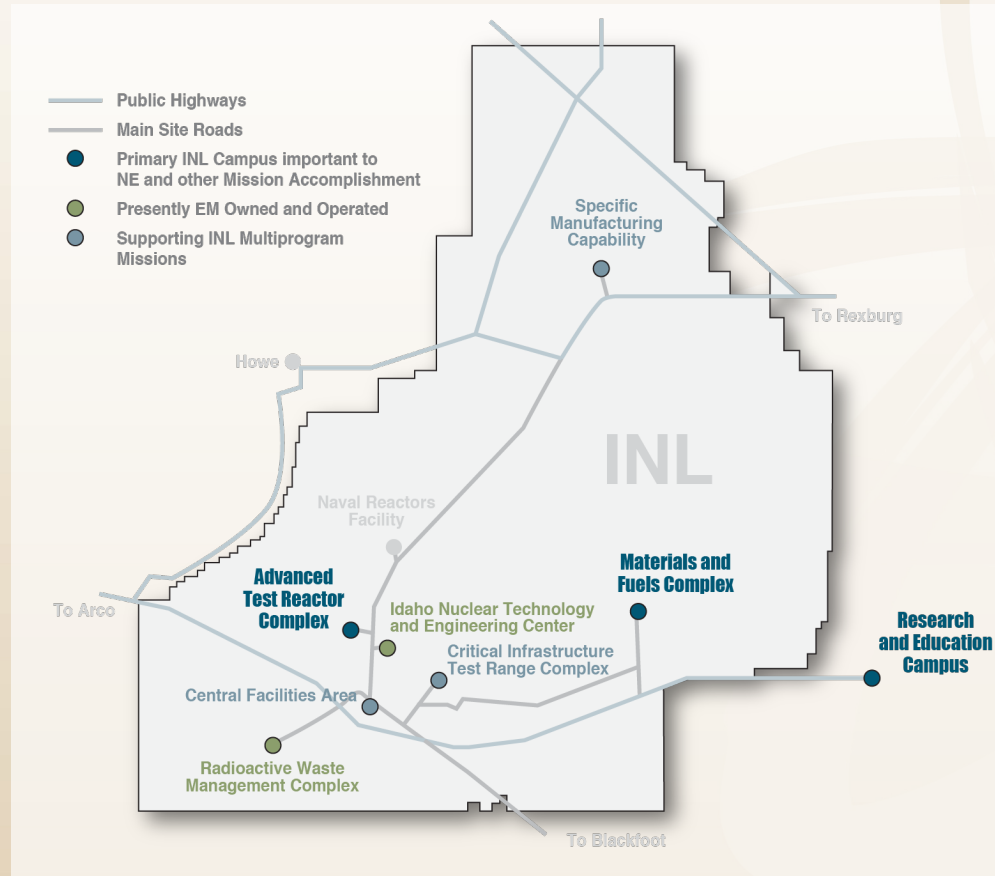 Public Highways
Main Site Roads
Primary INL Campus important to
NE and other Mission Accomplishment
Presently EM Owned and Operated
Supporting INL Multiprogram
Missions
Specific
Manufacturing
Capability
To Rexburg
Howe
INL
Naval Reactors
Facility
Advanced
Test Reactor
Complex
Materials and
Fuels Complex
To Arco
Idaho Nuclear Technology
and Engineering Center
Critical Infrastructure
Test Range Complex
Research
and Education
Campus
Central Facilities Area
Radioactive Waste
Management Complex
To Blackfoot